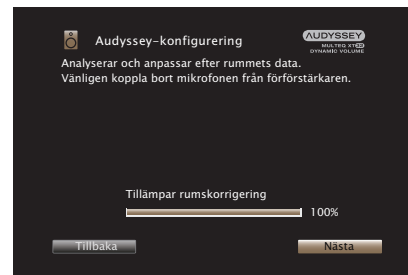 Audyssey-konfigurering
AUDYSSEY
MULTEQ XT32
DYNAMIC VOLUME
Analyserar och anpassar efter rummets data.
Vänligen koppla bort mikrofonen från förförstärkaren.
Tillämpar rumskorrigering
100%
Tillbaka
Nästa